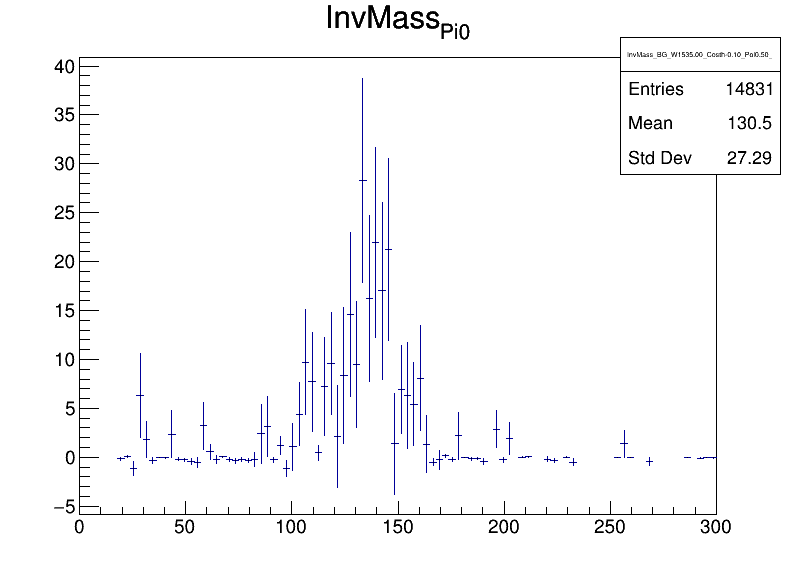 InvMass_Pi0
InvMass_BG_W1535.00_Costh-0.10_Pol0.50_
Entries 14831
Mean 130.5
Std Dev 27.29
40
35
30
25
20
15
10
5
0
−5
0 50 100 150 200 250 300